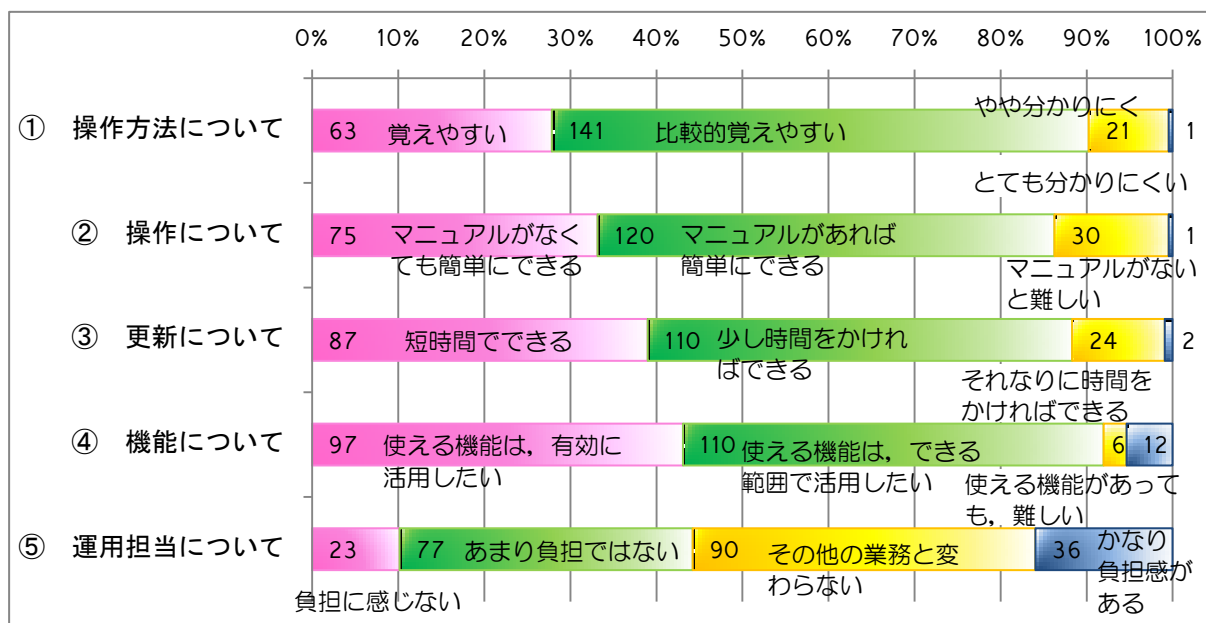 0% 10% 20% 30% 40% 50% 60% 70% 80% 90% 100%
① 操作方法について
63 覚えやすい
141 比較的覚えやすい
やや分かりにく
21
1
とても分かりにくい
② 操作について
75 マニュアルがなく
ても簡単にできる
120 マニュアルがあれば
簡単にできる
30
1
マニュアルがない
と難しい
③ 更新について
87 短時間でできる
110 少し時間をかけれ
ばできる
24
2
それなりに時間を
かければできる
④ 機能について
97 使える機能は，有効に
活用したい
110 使える機能は，できる
範囲で活用したい
6
12
使える機能があって
も，難しい
⑤ 運用担当について
23
負担に感じない
77 あまり負担ではない
90 その他の業務と変
わらない
36 かなり
負担感が
ある